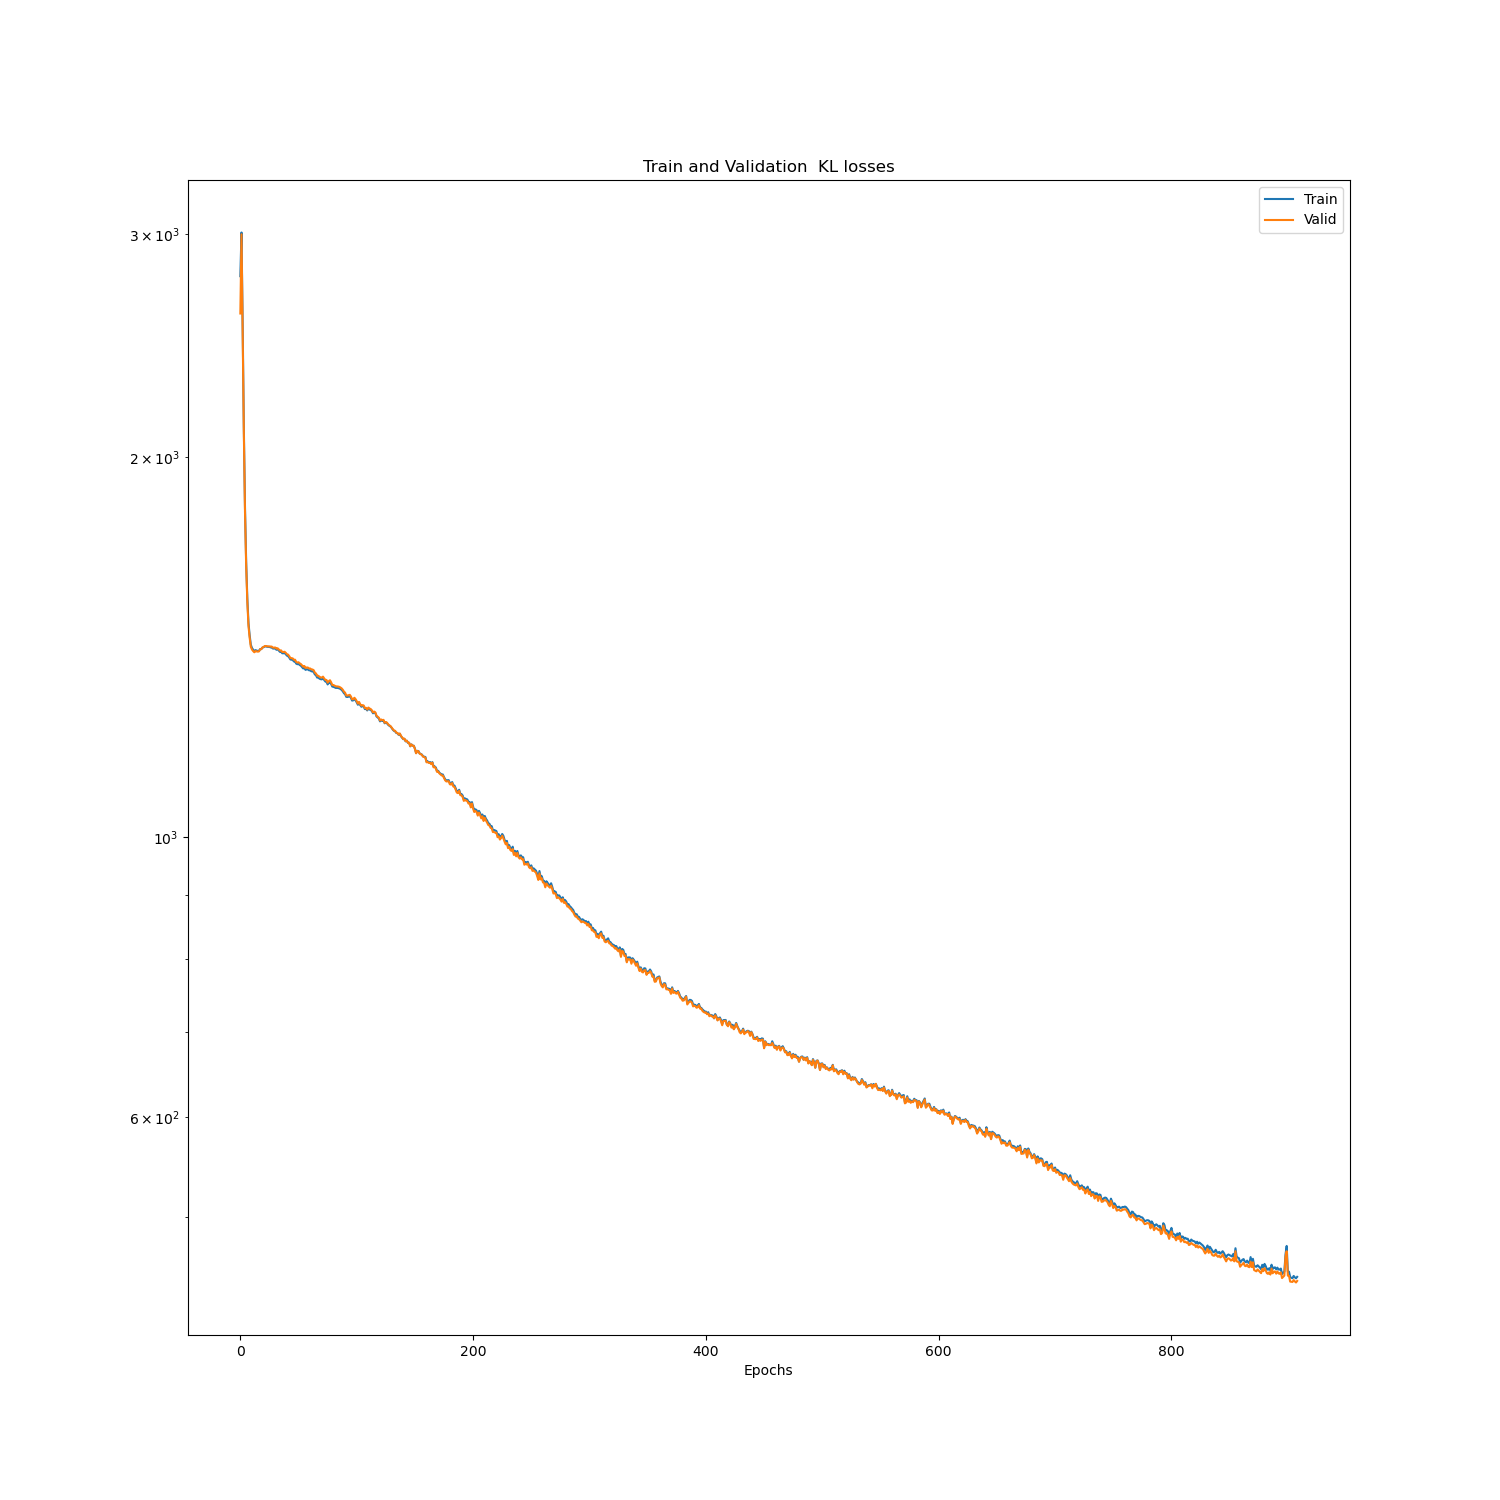 Train and Validation  KL losses
Train
Valid
3 × 10³
2 × 10³
10³
6 × 10²
0 200 400 600 800
Epochs